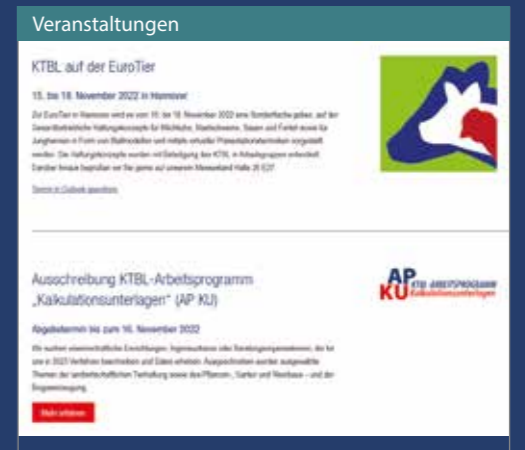 Veranstaltungen
KTBL auf der EuroTier
15. bis 18. November 2022 in Hannover
Zur EuroTier in Hannover wird es vom 15. bis 18. November 2022 eine Sonderfläche geben, auf der
Gesamtbetriebliche Haltungskonzepte für Milchkühe, Mastschweine, Sauen und Ferkel sowie für
Junghennen in Form von Stallmodellen und mittels virtueller Präsentationstechniken vorgestellt
werden. Die Haltungskonzepte wurden mit Beteiligung des KTBL in Arbeitsgruppen entwickelt.
Darüber hinaus begrüßen wir Sie gerne auf unserem Messestand Halle
Termin in Outlook speichern
Ausschreibung KTBL-Arbeitsprogramm
„Kalkulationsunterlagen" (AP KU)
AP KTBL-ARBEITSPROGRAMM
KU Kalkulationsunterlagen
Abgabetermin bis zum 16. November 2022
Wir suchen wissenschaftliche Einrichtungen, Ingenieurbüros oder Beratungsorganisationen, die für
uns in 2023 Verfahren beschreiben und Daten erheben. Ausgeschrieben werden ausgewählte
Themen der landwirtschaftlichen Tierhaltung sowie des Pflanzen-, Garten- und Weinbaus – und der
Biogaserzeugung.
Mehr erfahren